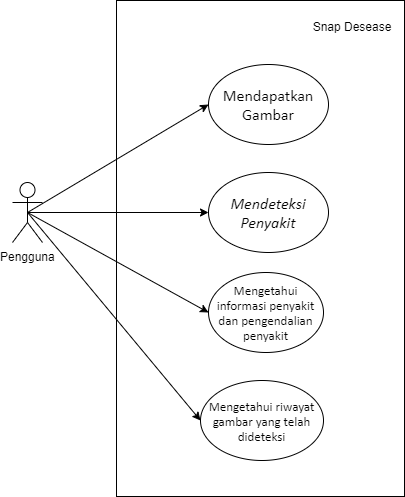 Snap Desease
Mendapatkan
Gambar
Mendeteksi
Penyakit
Pengguna
Mengetahui
informasi penyakit
dan pengendalian
penyakit
Mengetahui riwayat
gambar yang telah
dideteksi